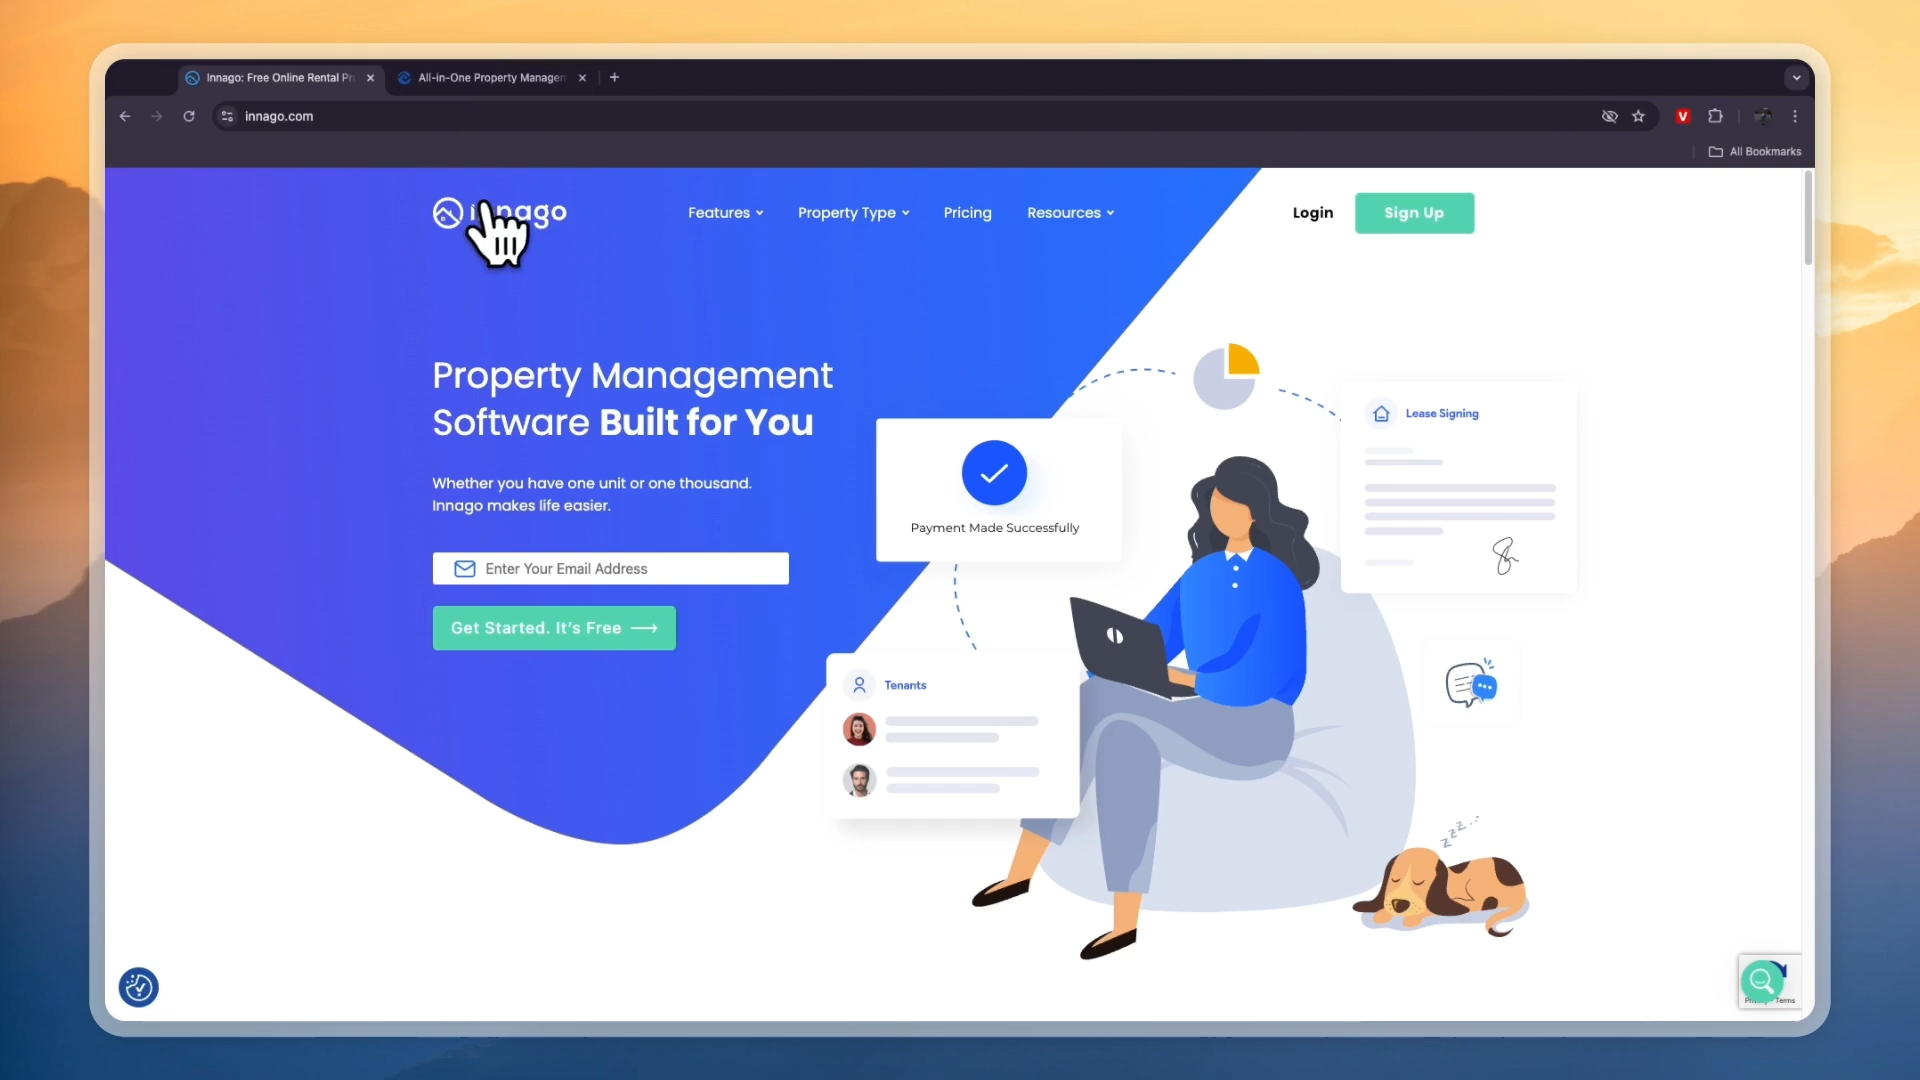 Innago: Free Online Rental Pr
All-in-One Property Managem
innago.com
All Bookmarks
innago
Features
Property Type
Pricing
Resources
Login
Sign Up
Property Management
Software Built for You
Whether you have one unit or one thousand.
Innago makes life easier.
Enter Your Email Address
Get Started. It's Free
Payment Made Successfully
Lease Signing
Tenants
zzz
Terms